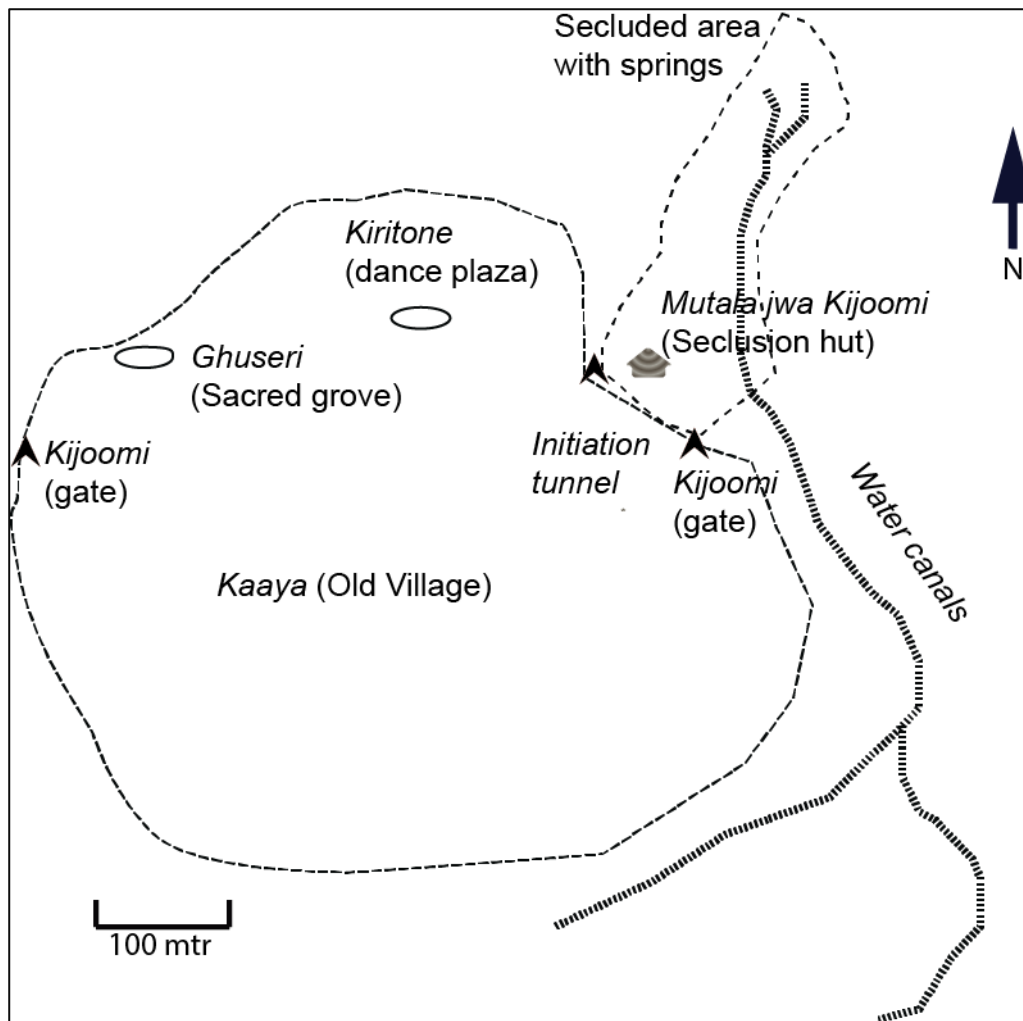 Secluded area
with springs
Kiritone
(dance plaza)
N
Mutala jwa Kijoomi
(Seclusion hut)
Ghuseri
(Sacred grove)
Kijoomi
(gate)
Initiation
tunnel
Kijoomi
(gate)
Water canals
Kaaya (Old Village)
100 mtr